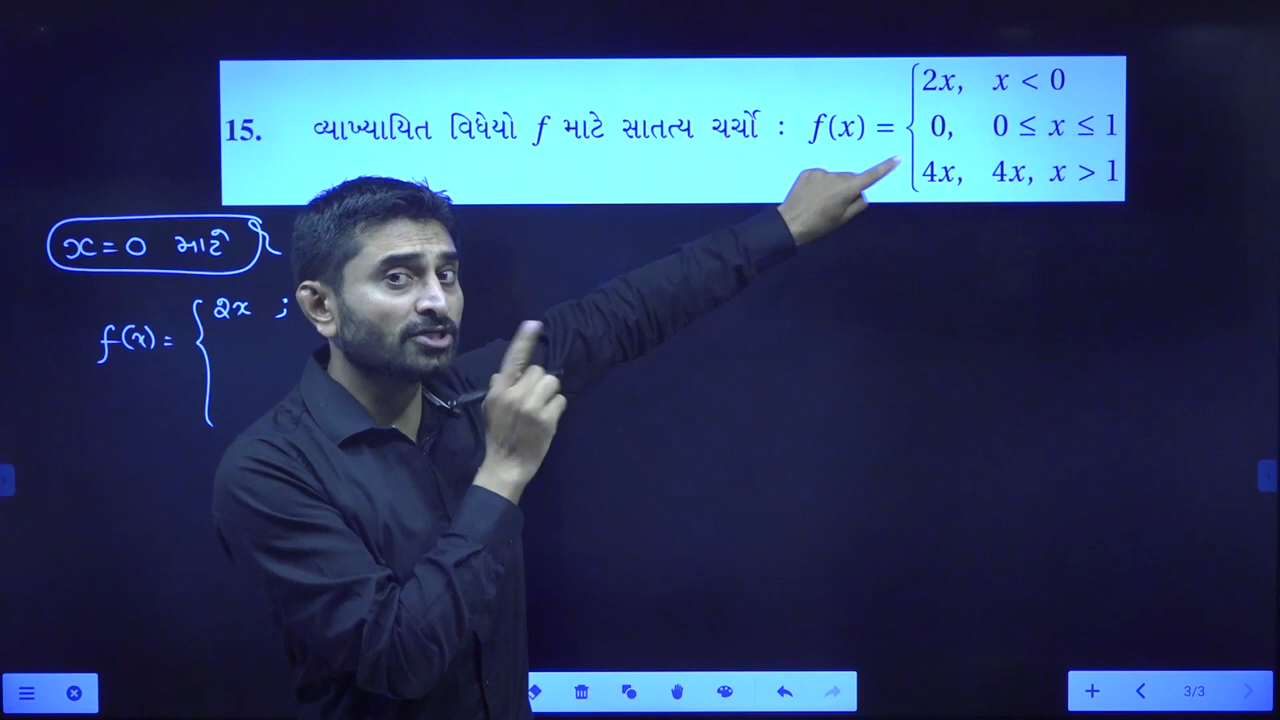 15. વ્યાખ્યાયિત વિધેયો f માટે સાતત્ય ચર્ચો : f(x) =
2x, x < 0
0, 0 ≤ x ≤ 1
4x, 4x, x > 1
x = 0 માટે
f(x) = { 2x ;
3/3